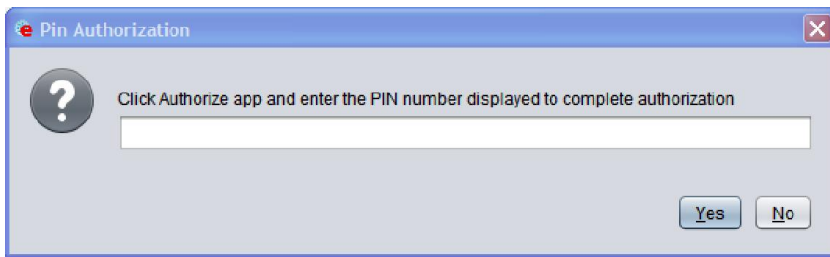 Pin Authorization
Click Authorize app and enter the PIN number displayed to complete authorization
Yes No